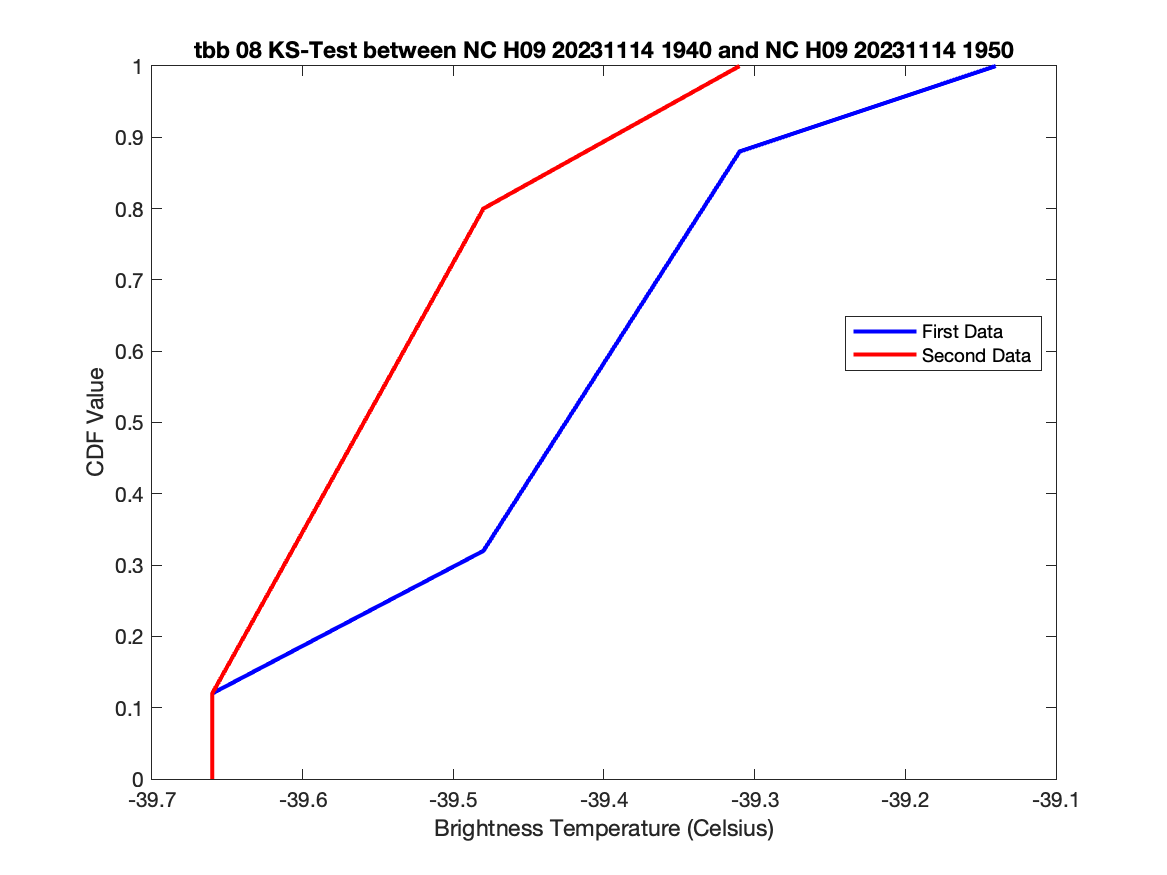 tbb 08 KS-Test between NC H09 20231114 1940 and NC H09 20231114 1950
1
0.9
0.8
0.7
0.6
0.5
0.4
0.3
0.2
0.1
0
CDF Value
First Data
Second Data
-39.7 -39.6 -39.5 -39.4 -39.3 -39.2 -39.1
Brightness Temperature (Celsius)